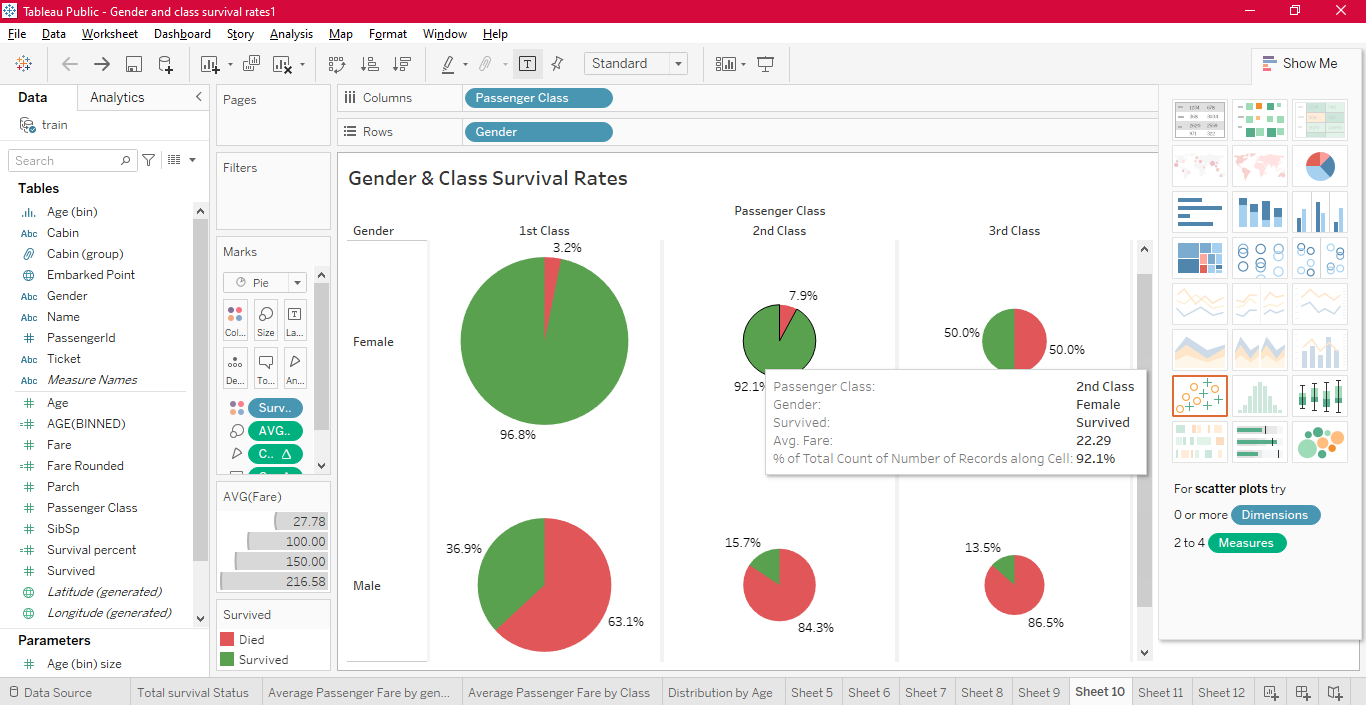 Tableau Public - Gender and class survival rates1
File Data Worksheet Dashboard Story Analysis Map Format Window Help
Standard
Show Me
Data Analytics
train
Search
Tables
Age (bin)
Abc Cabin
Cabin (group)
Embarked Point
Abc Gender
Abc Name
PassengerId
Abc Ticket
Abc Measure Names
Age
AGE(BINNED)
Fare
Fare Rounded
Parch
Passenger Class
SibSp
Survival percent
Survived
Latitude (generated)
Longitude (generated)
Parameters
Age (bin) size
Pages
Filters
Marks
Pie
Col... Size La...
De... To... An...
Surv..
AVG..
C.. Δ
AVG(Fare)
27.78
100.00
150.00
216.58
Survived
Died
Survived
Columns Passenger Class
Rows Gender
Gender & Class Survival Rates
Passenger Class
Gender 1st Class 2nd Class 3rd Class
Female
3.2%
96.8%
7.9%
92.1%
50.0%
50.0%
Passenger Class: 2nd Class
Gender: Female
Survived: Survived
Avg. Fare: 22.29
% of Total Count of Number of Records along Cell: 92.1%
Male
36.9%
63.1%
15.7%
84.3%
13.5%
86.5%
For scatter plots try
0 or more Dimensions
2 to 4 Measures
Data Source Total survival Status Average Passenger Fare by gen... Average Passenger Fare by Class Distribution by Age Sheet 5 Sheet 6 Sheet 7 Sheet 8 Sheet 9 Sheet 10 Sheet 11 Sheet 12